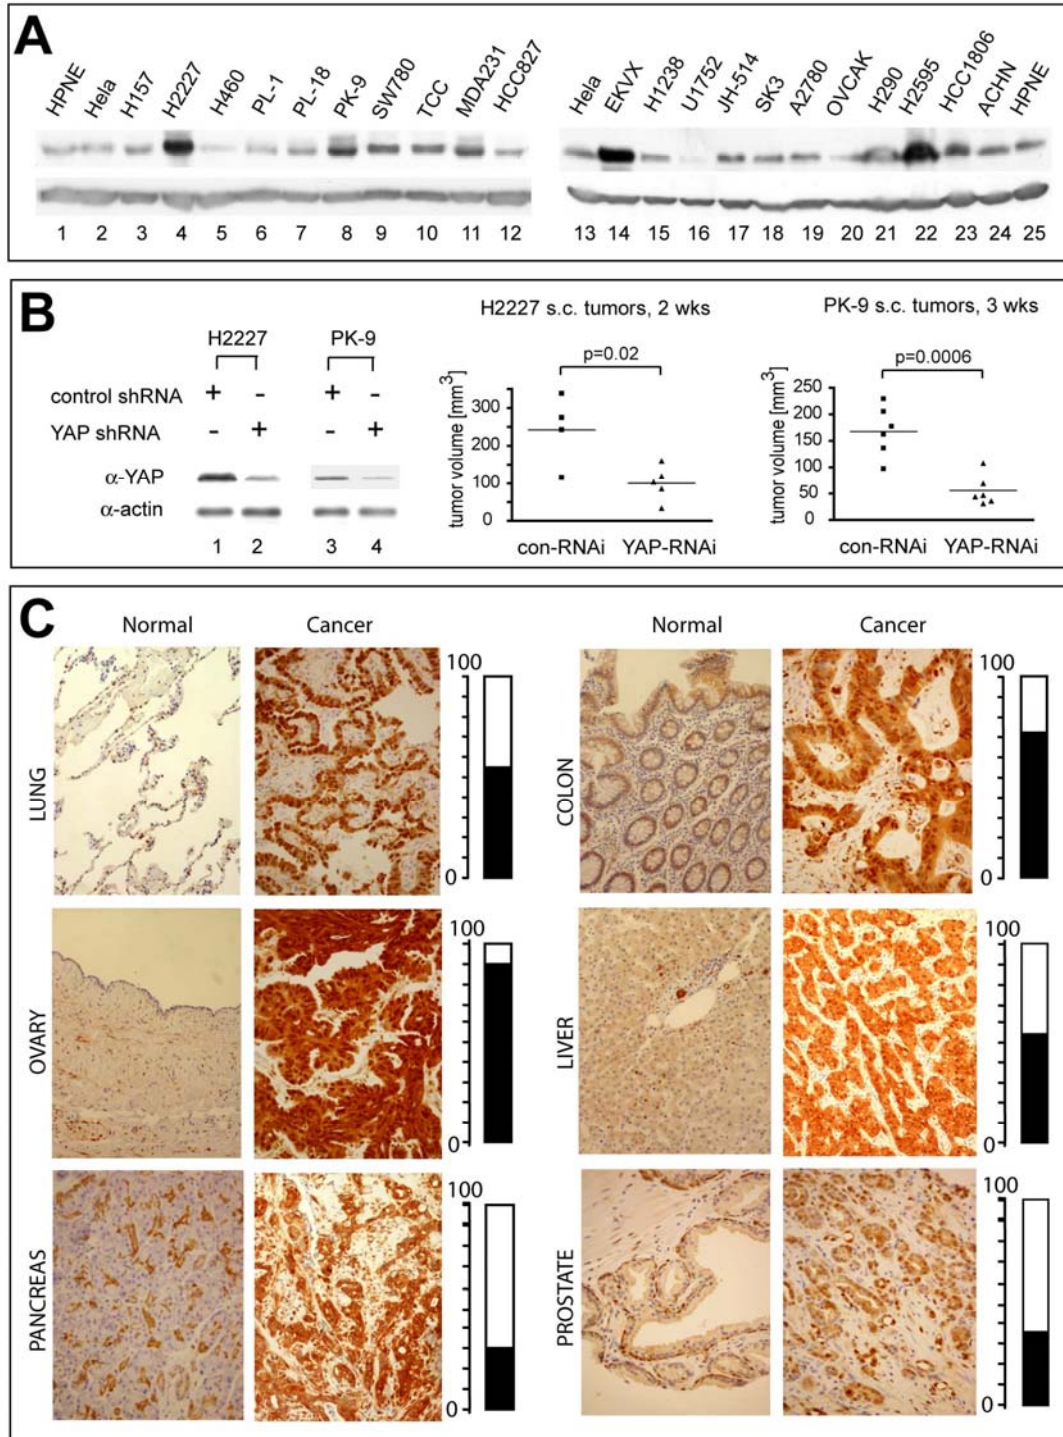 A
HPNE Hela H157 H2227 H460 PL-1 PL-18 PK-9 SW780 TCC MDA231 HCC827
1 2 3 4 5 6 7 8 9 10 11 12
Hela EKVX H1238 U1752 JH-514 SK3 A2780 OVCAK H290 H2595 HCC1806 ACHN HPNE
13 14 15 16 17 18 19 20 21 22 23 24 25
B
H2227 PK-9
control shRNA + - + -
YAP shRNA - + - +
α-YAP
α-actin
1 2 3 4
H2227 s.c. tumors, 2 wks
p=0.02
tumor volume [mm3]
300
200
100
0
con-RNAi YAP-RNAi
PK-9 s.c. tumors, 3 wks
p=0.0006
tumor volume [mm3]
250
200
150
100
50
0
con-RNAi YAP-RNAi
C
Normal Cancer
LUNG
100
0
OVARY
100
0
PANCREAS
100
0
Normal Cancer
COLON
100
0
LIVER
100
0
PROSTATE
100
0